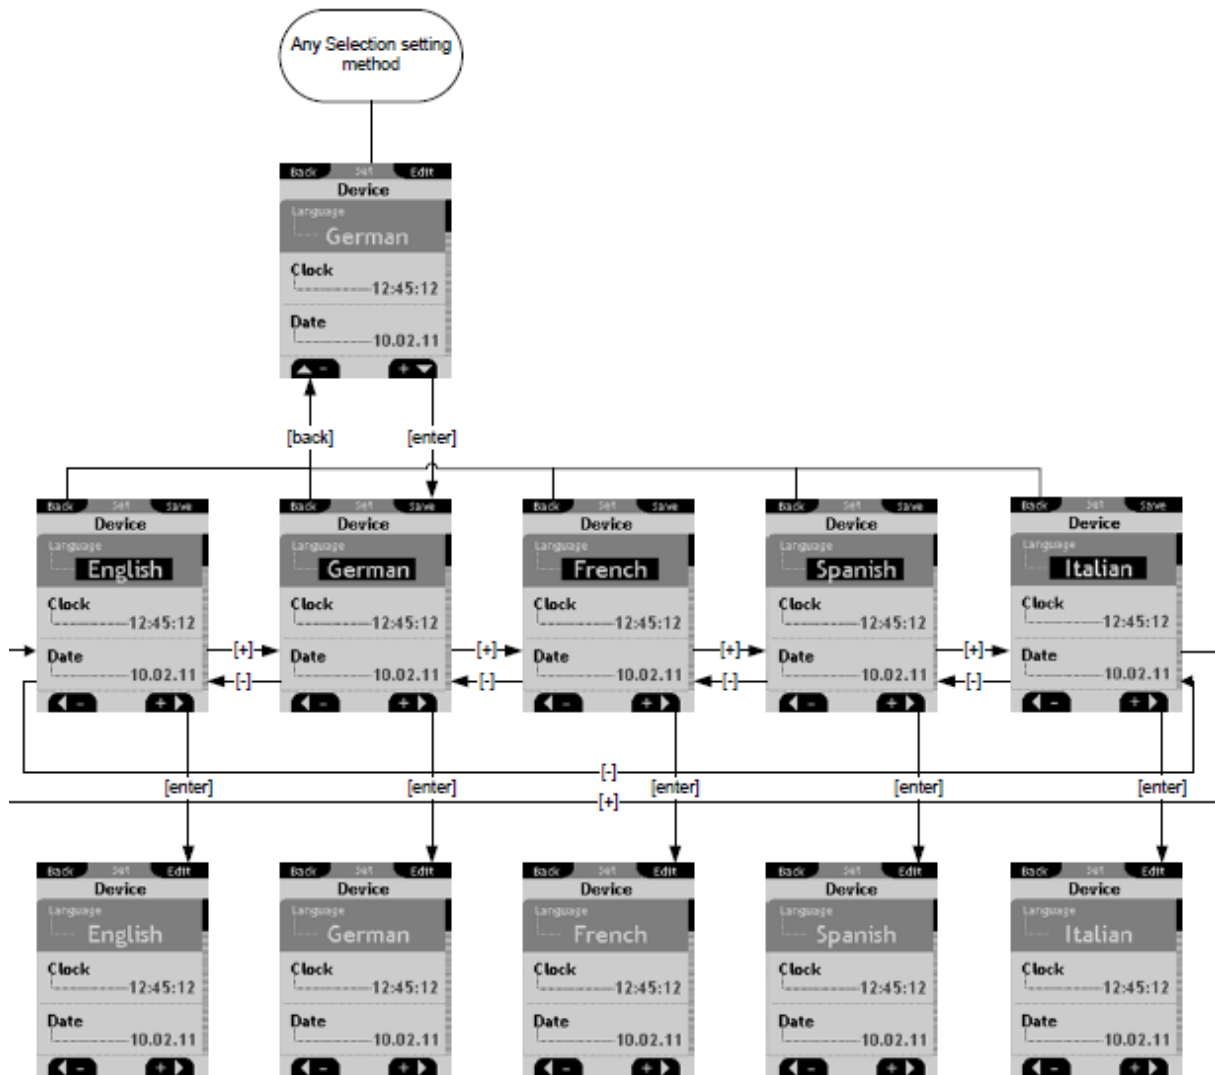 Any Selection setting
method
Back Set Edit
Device
Language
German
Clock
12:45:12
Date
10.02.11
-
+
[back] [enter]
Back Set Save
Device
Language
English
Clock
12:45:12
Date
10.02.11
-
+
Back Set Save
Device
Language
German
Clock
12:45:12
Date
10.02.11
-
+
Back Set Save
Device
Language
French
Clock
12:45:12
Date
10.02.11
-
+
Back Set Save
Device
Language
Spanish
Clock
12:45:12
Date
10.02.11
-
+
Back Set Save
Device
Language
Italian
Clock
12:45:12
Date
10.02.11
-
+
[+] [+] [+] [+]
[-] [-] [-] [-]
[-]
[enter] [enter] [enter] [enter] [enter]
[+]
Back Set Edit
Device
Language
English
Clock
12:45:12
Date
10.02.11
-
+
Back Set Edit
Device
Language
German
Clock
12:45:12
Date
10.02.11
-
+
Back Set Edit
Device
Language
French
Clock
12:45:12
Date
10.02.11
-
+
Back Set Edit
Device
Language
Spanish
Clock
12:45:12
Date
10.02.11
-
+
Back Set Edit
Device
Language
Italian
Clock
12:45:12
Date
10.02.11
-
+